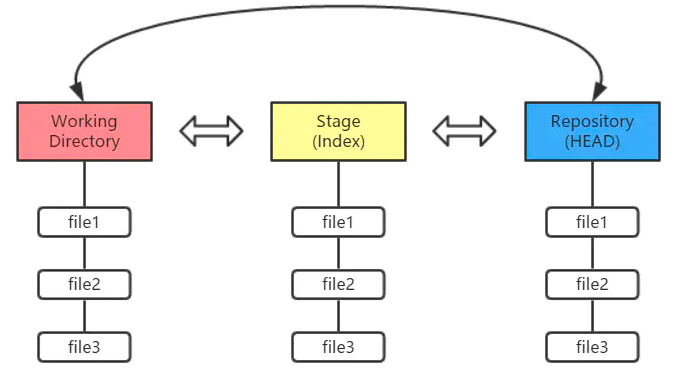 Working
Directory
Stage
(Index)
Repository
(HEAD)
file1
file1
file1
file2
file2
file2
file3
file3
file3